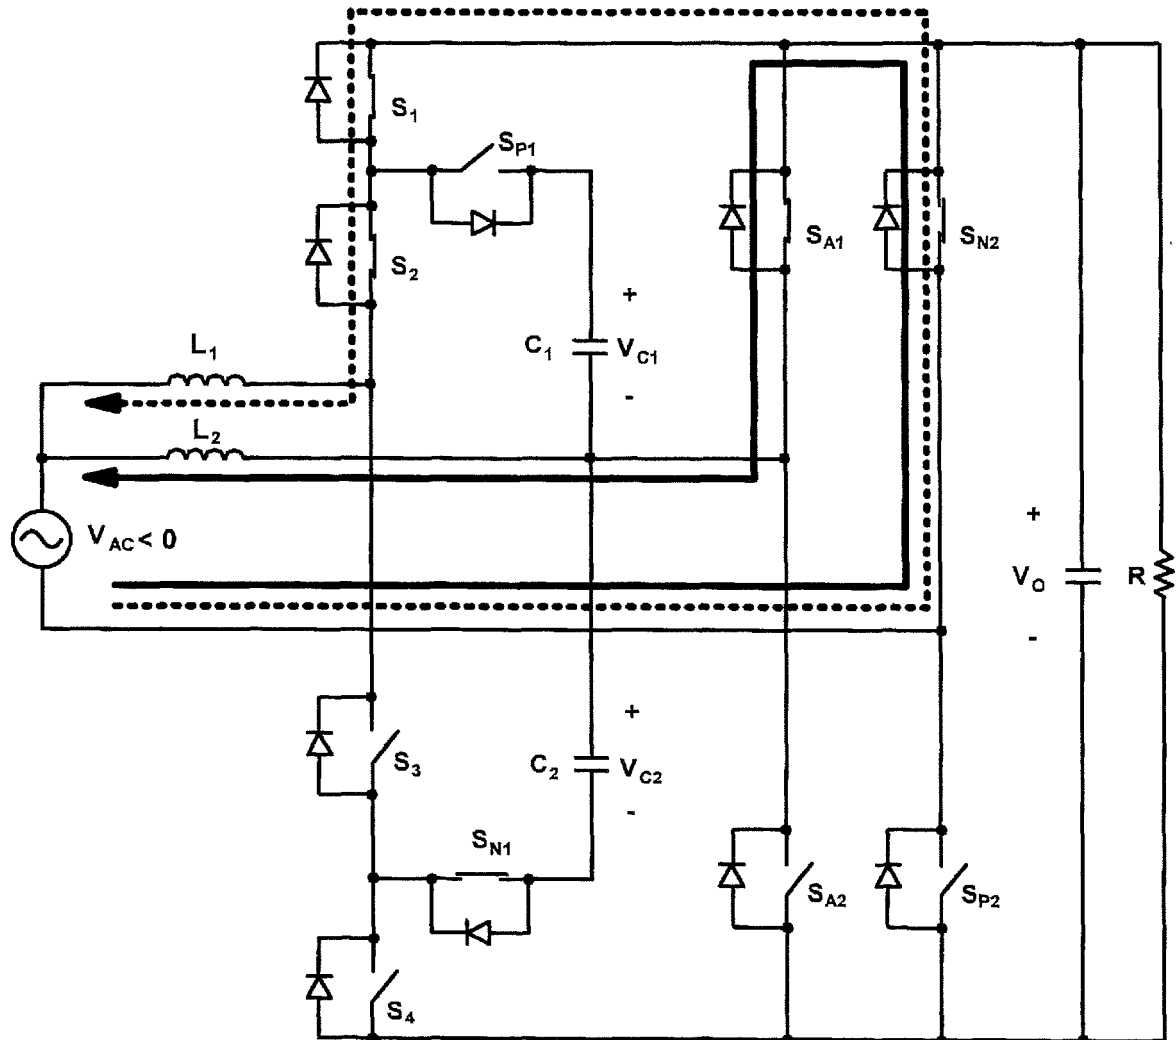 S1
SP1
S2
SA1
SN2
+
C1 VC1
-
L1
L2
VAC < 0
+
VO
-
R
S3
+
C2 VC2
-
SN1
SA2
SP2
S4